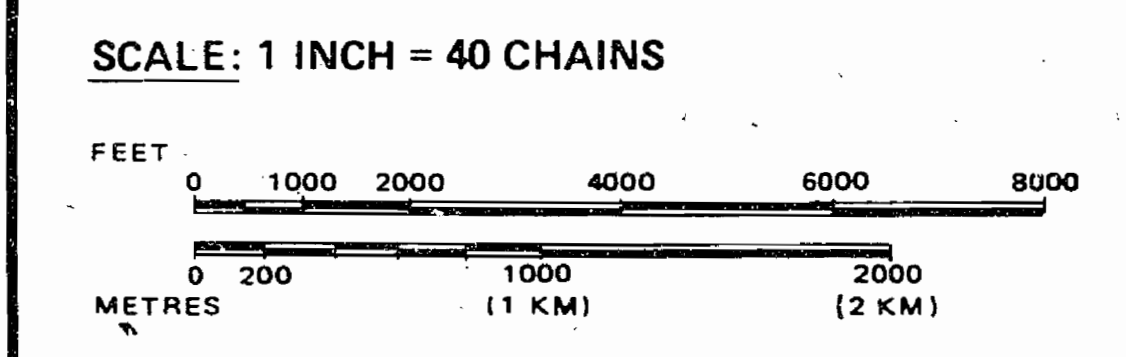 SCALE: 1 INCH = 40 CHAINS
FEET
0 1000 2000 4000 6000 8000
0 200 1000 2000
METRES (1 KM) (2 KM)